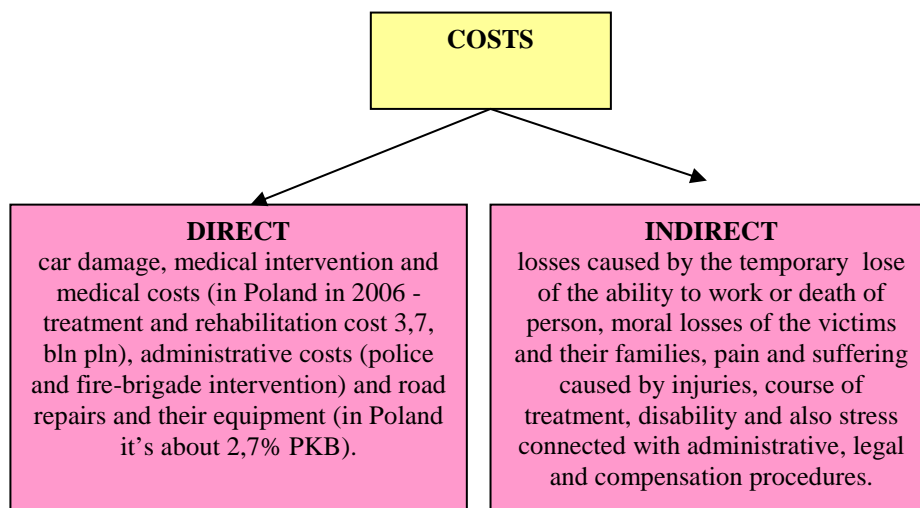 COSTS
DIRECT
car damage, medical intervention and
medical costs (in Poland in 2006 -
treatment and rehabilitation cost 3,7,
bln pln), administrative costs (police
and fire-brigade intervention) and road
repairs and their equipment (in Poland
it's about 2,7% PKB).
INDIRECT
losses caused by the temporary lose
of the ability to work or death of
person, moral losses of the victims
and their families, pain and suffering
caused by injuries, course of
treatment, disability and also stress
connected with administrative, legal
and compensation procedures.